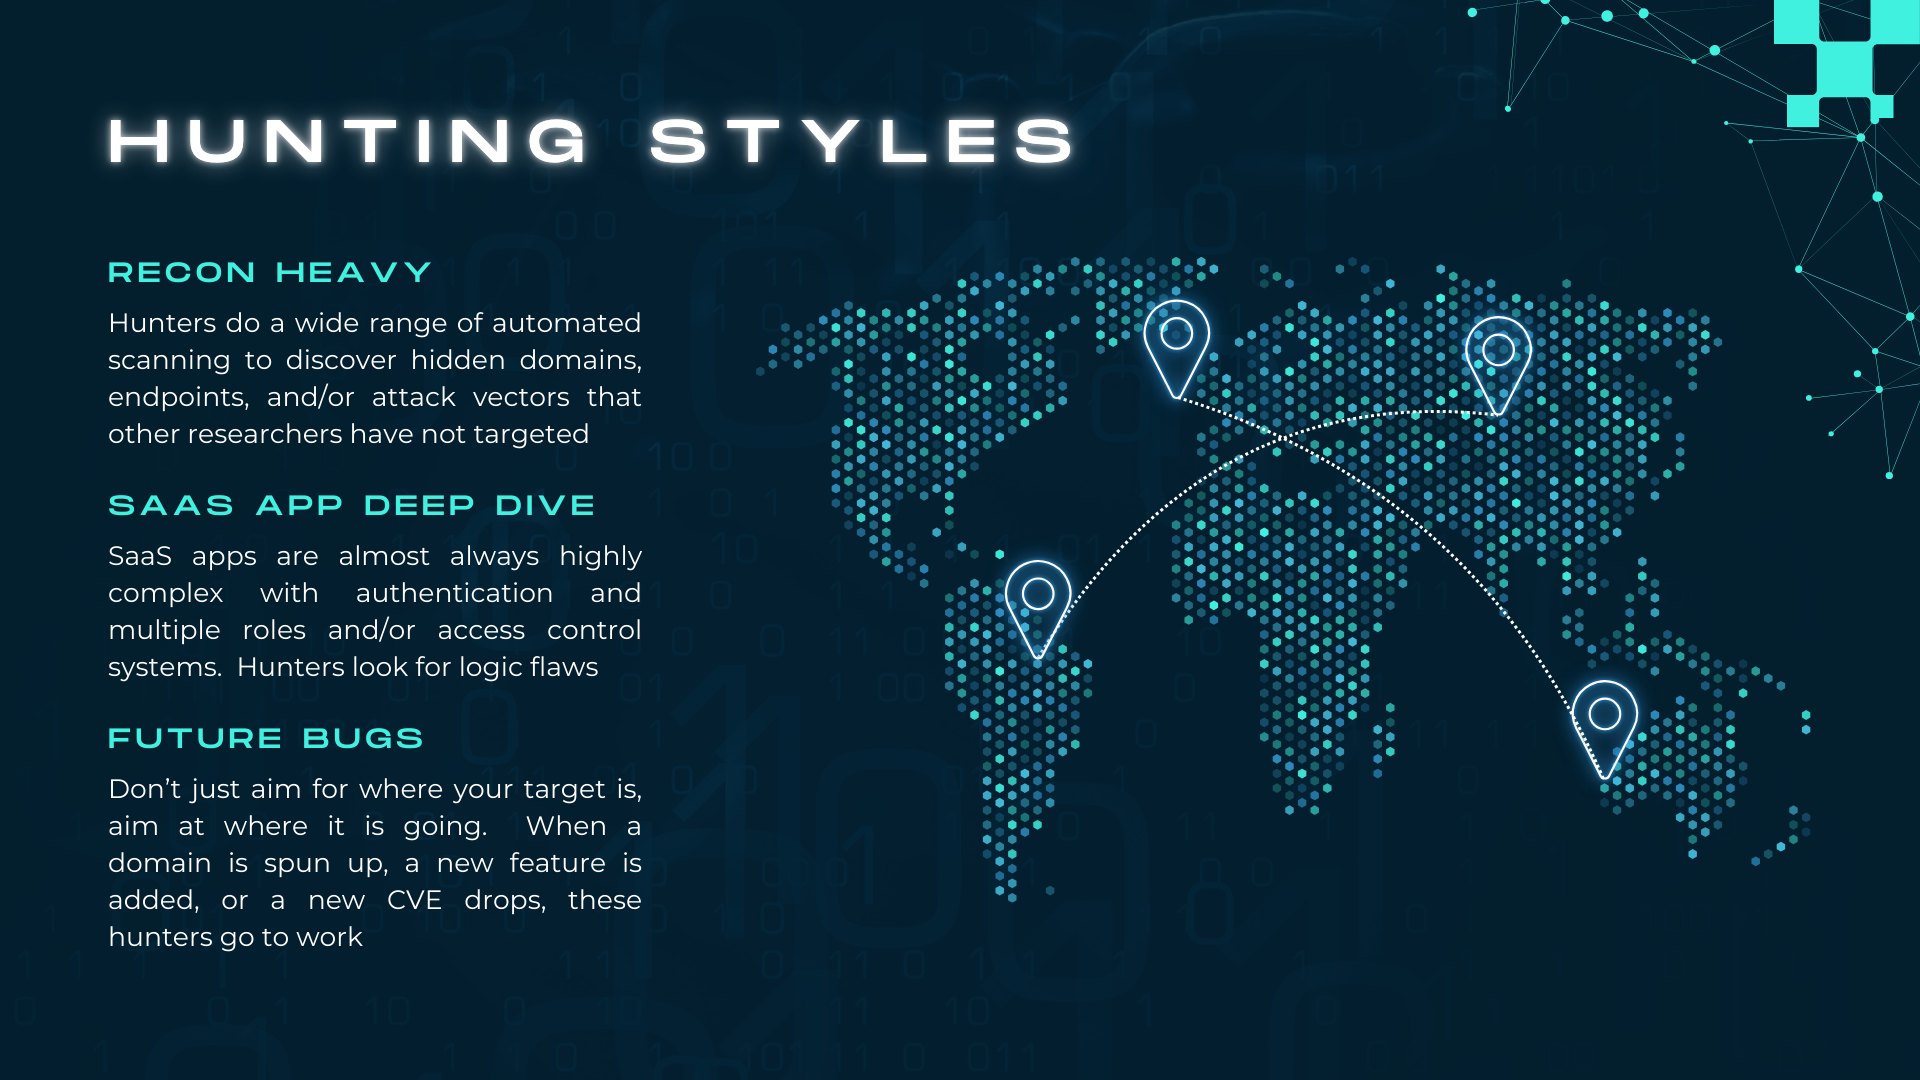 HUNTING STYLES
RECON HEAVY
Hunters do a wide range of automated
scanning to discover hidden domains,
endpoints, and/or attack vectors that
other researchers have not targeted
SAAS APP DEEP DIVE
SaaS apps are almost always highly
complex with authentication and
multiple roles and/or access control
systems.  Hunters look for logic flaws
FUTURE BUGS
Don’t just aim for where your target is,
aim at where it is going.  When a
domain is spun up, a new feature is
added, or a new CVE drops, these
hunters go to work